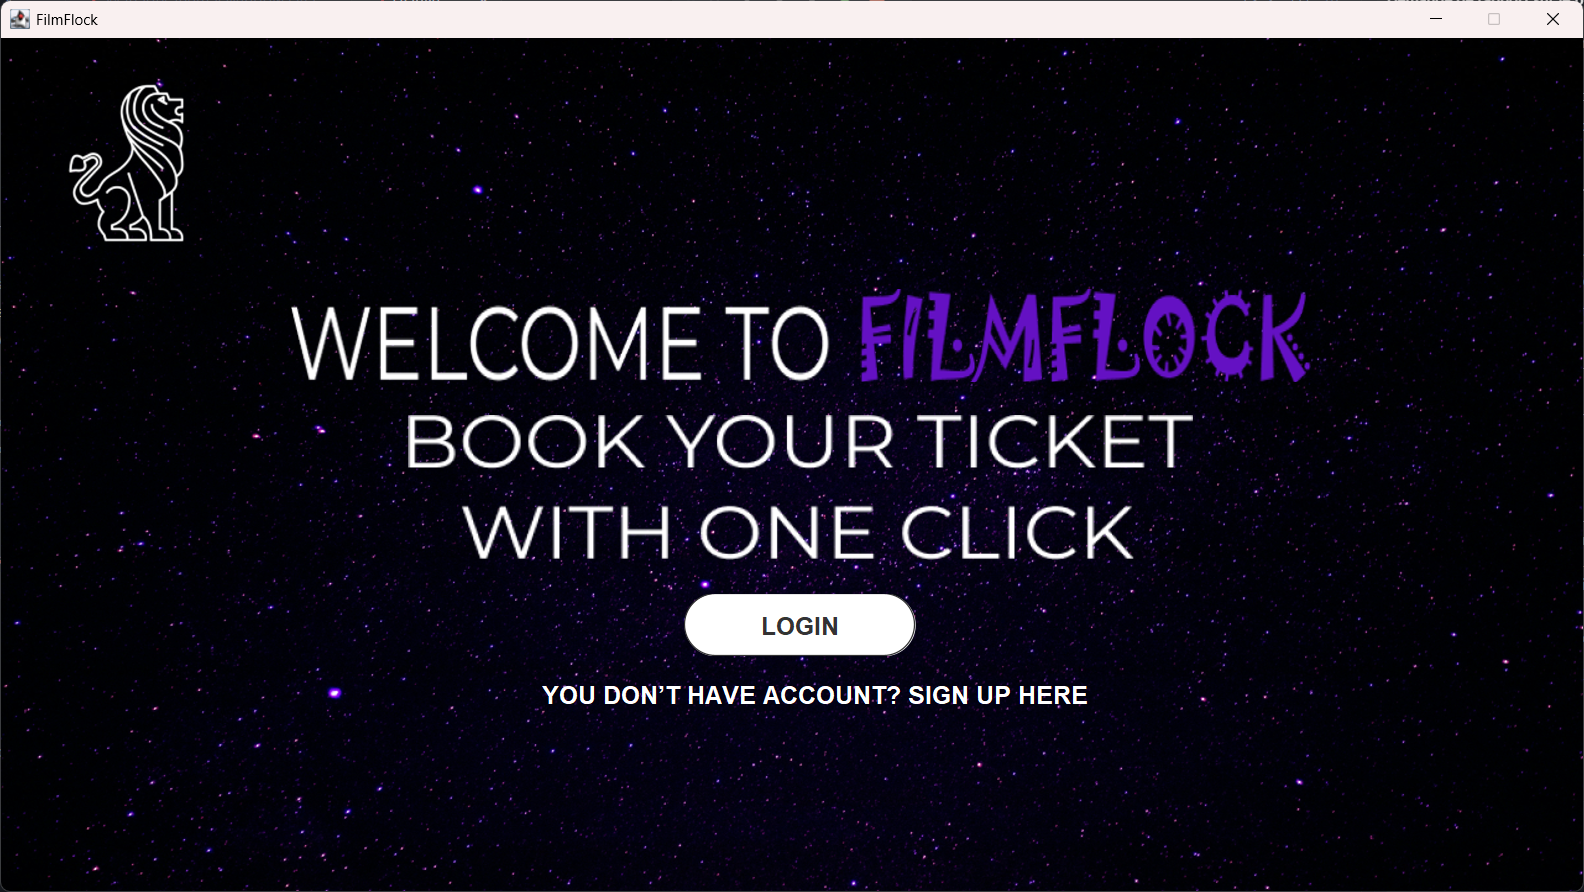 FilmFlock
WELCOME TO FILMFLOCK
BOOK YOUR TICKET
WITH ONE CLICK
LOGIN
YOU DON’T HAVE ACCOUNT? SIGN UP HERE